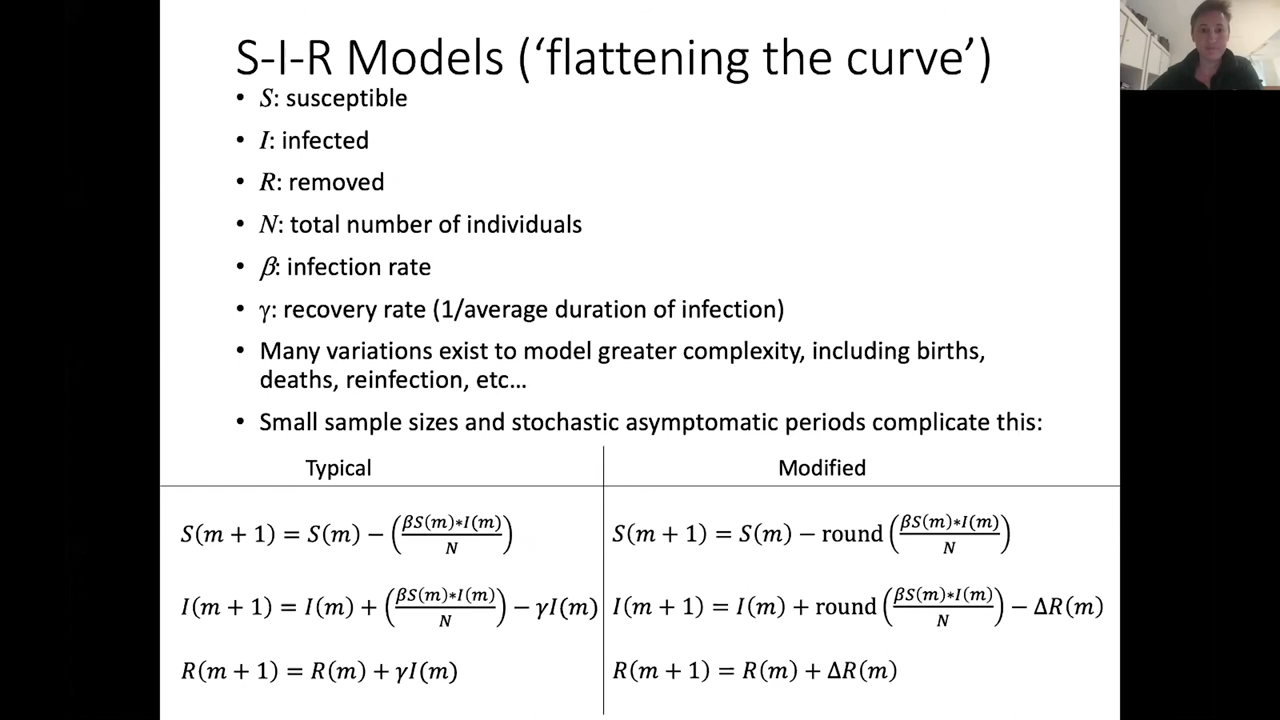 S-I-R Models (‘flattening the curve’)
• S: susceptible
• I: infected
• R: removed
• N: total number of individuals
• β: infection rate
• γ: recovery rate (1/average duration of infection)
• Many variations exist to model greater complexity, including births,
deaths, reinfection, etc…
• Small sample sizes and stochastic asymptomatic periods complicate this:
Typical
S(m + 1) = S(m) − (βS(m)∗I(m)/N)
I(m + 1) = I(m) + (βS(m)∗I(m)/N) − γI(m)
R(m + 1) = R(m) + γI(m)
Modified
S(m + 1) = S(m) − round (βS(m)∗I(m)/N)
I(m + 1) = I(m) + round (βS(m)∗I(m)/N) − ΔR(m)
R(m + 1) = R(m) + ΔR(m)